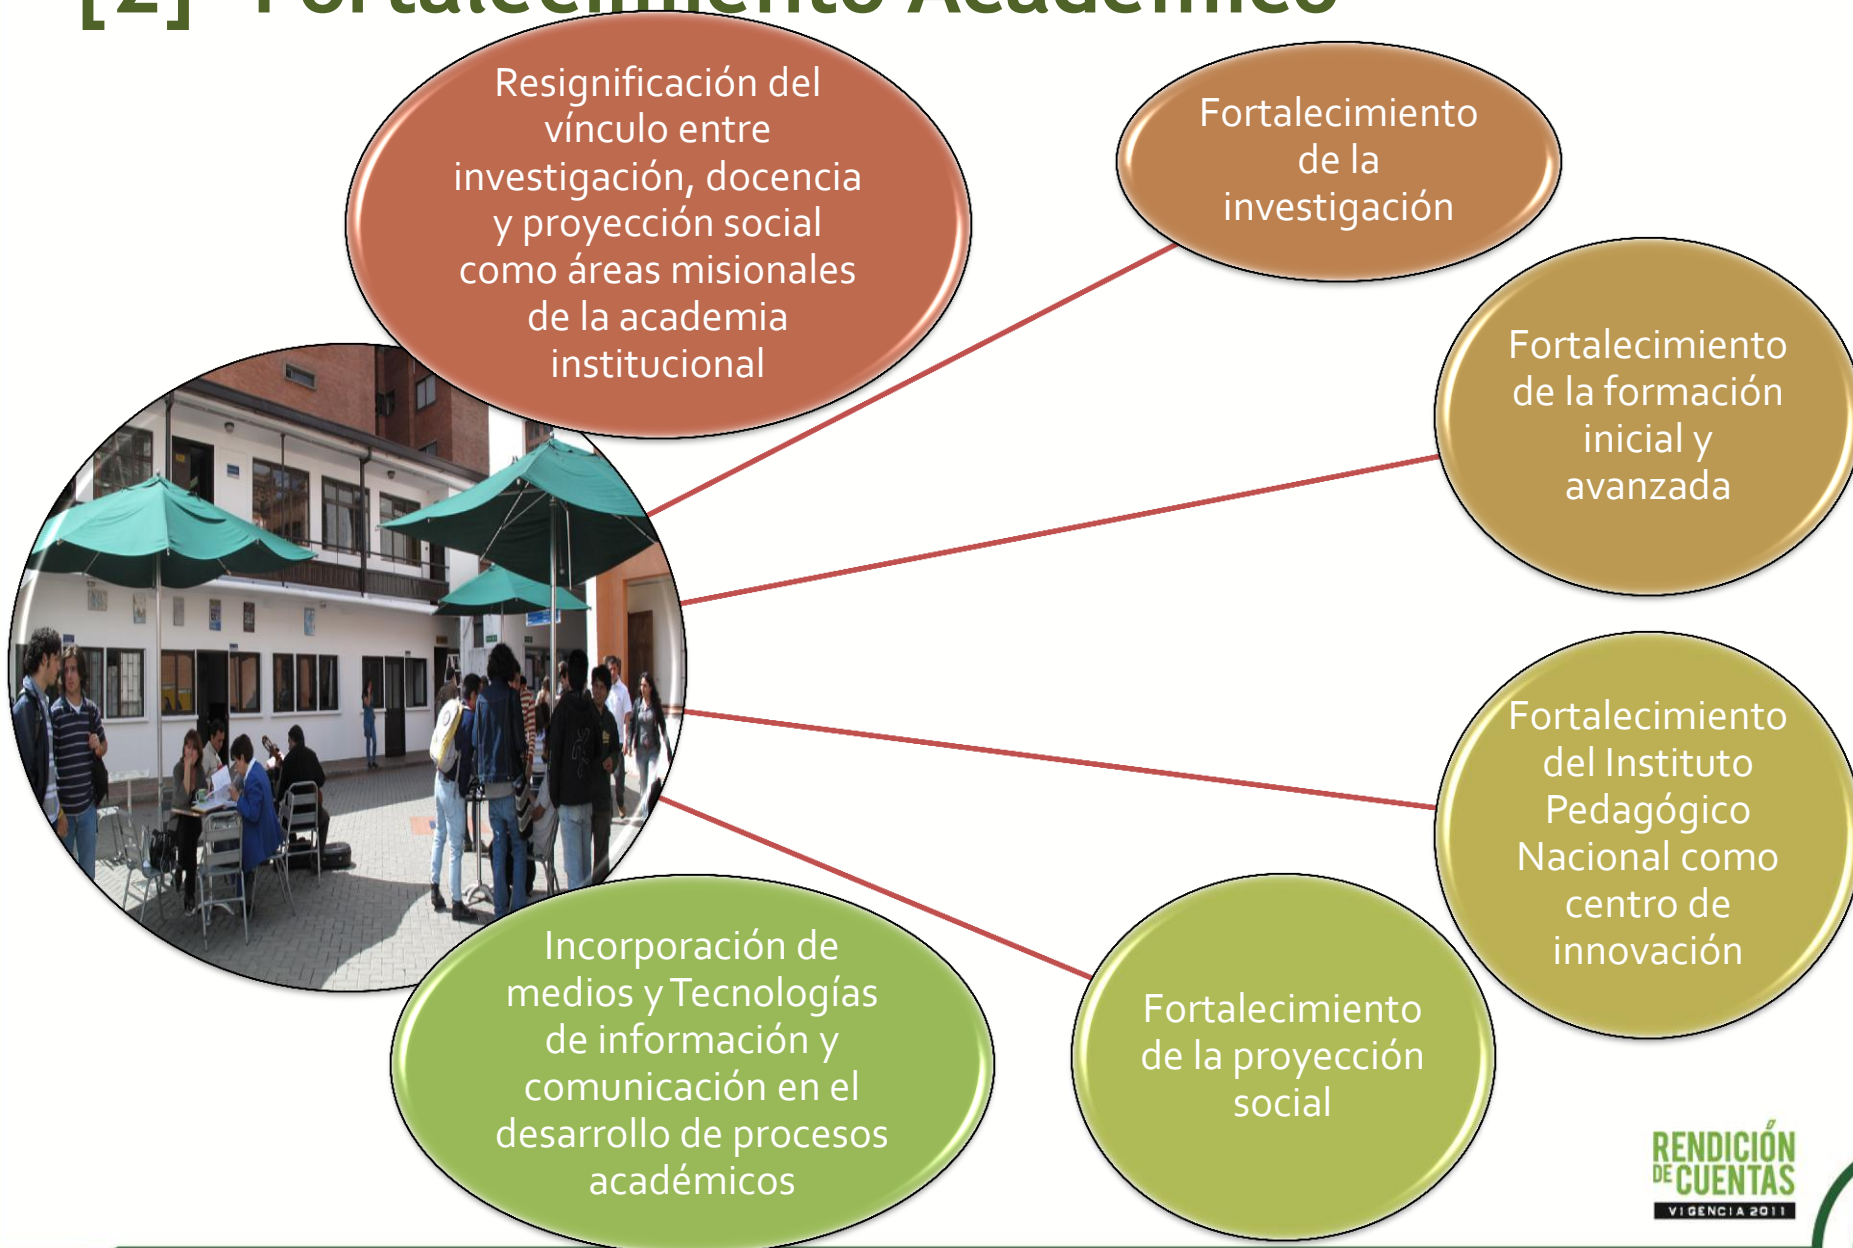 [2] Fortalecimiento Académico
Resignificación del
vínculo entre
investigación, docencia
y proyección social
como áreas misionales
de la academia
institucional
Fortalecimiento
de la
investigación
Fortalecimiento
de la formación
inicial y
avanzada
Fortalecimiento
del Instituto
Pedagógico
Nacional como
centro de
innovación
Fortalecimiento
de la proyección
social
Incorporación de
medios y Tecnologías
de información y
comunicación en el
desarrollo de procesos
académicos
RENDICIÓN
DE CUENTAS
VIGENCIA 2011